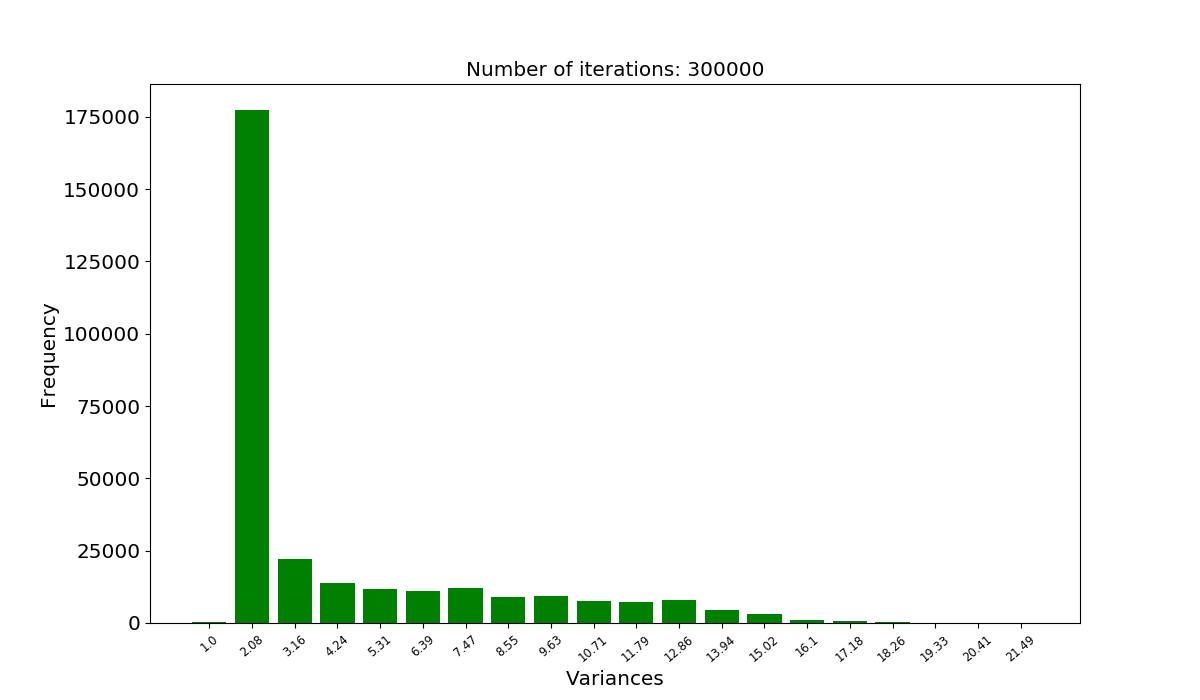 Number of iterations: 300000
175000
150000
125000
100000
75000
50000
25000
0
Frequency
1.0 2.08 3.16 4.24 5.31 6.39 7.47 8.55 9.63 10.71 11.79 12.86 13.94 15.02 16.1 17.18 18.26 19.33 20.41 21.49
Variances